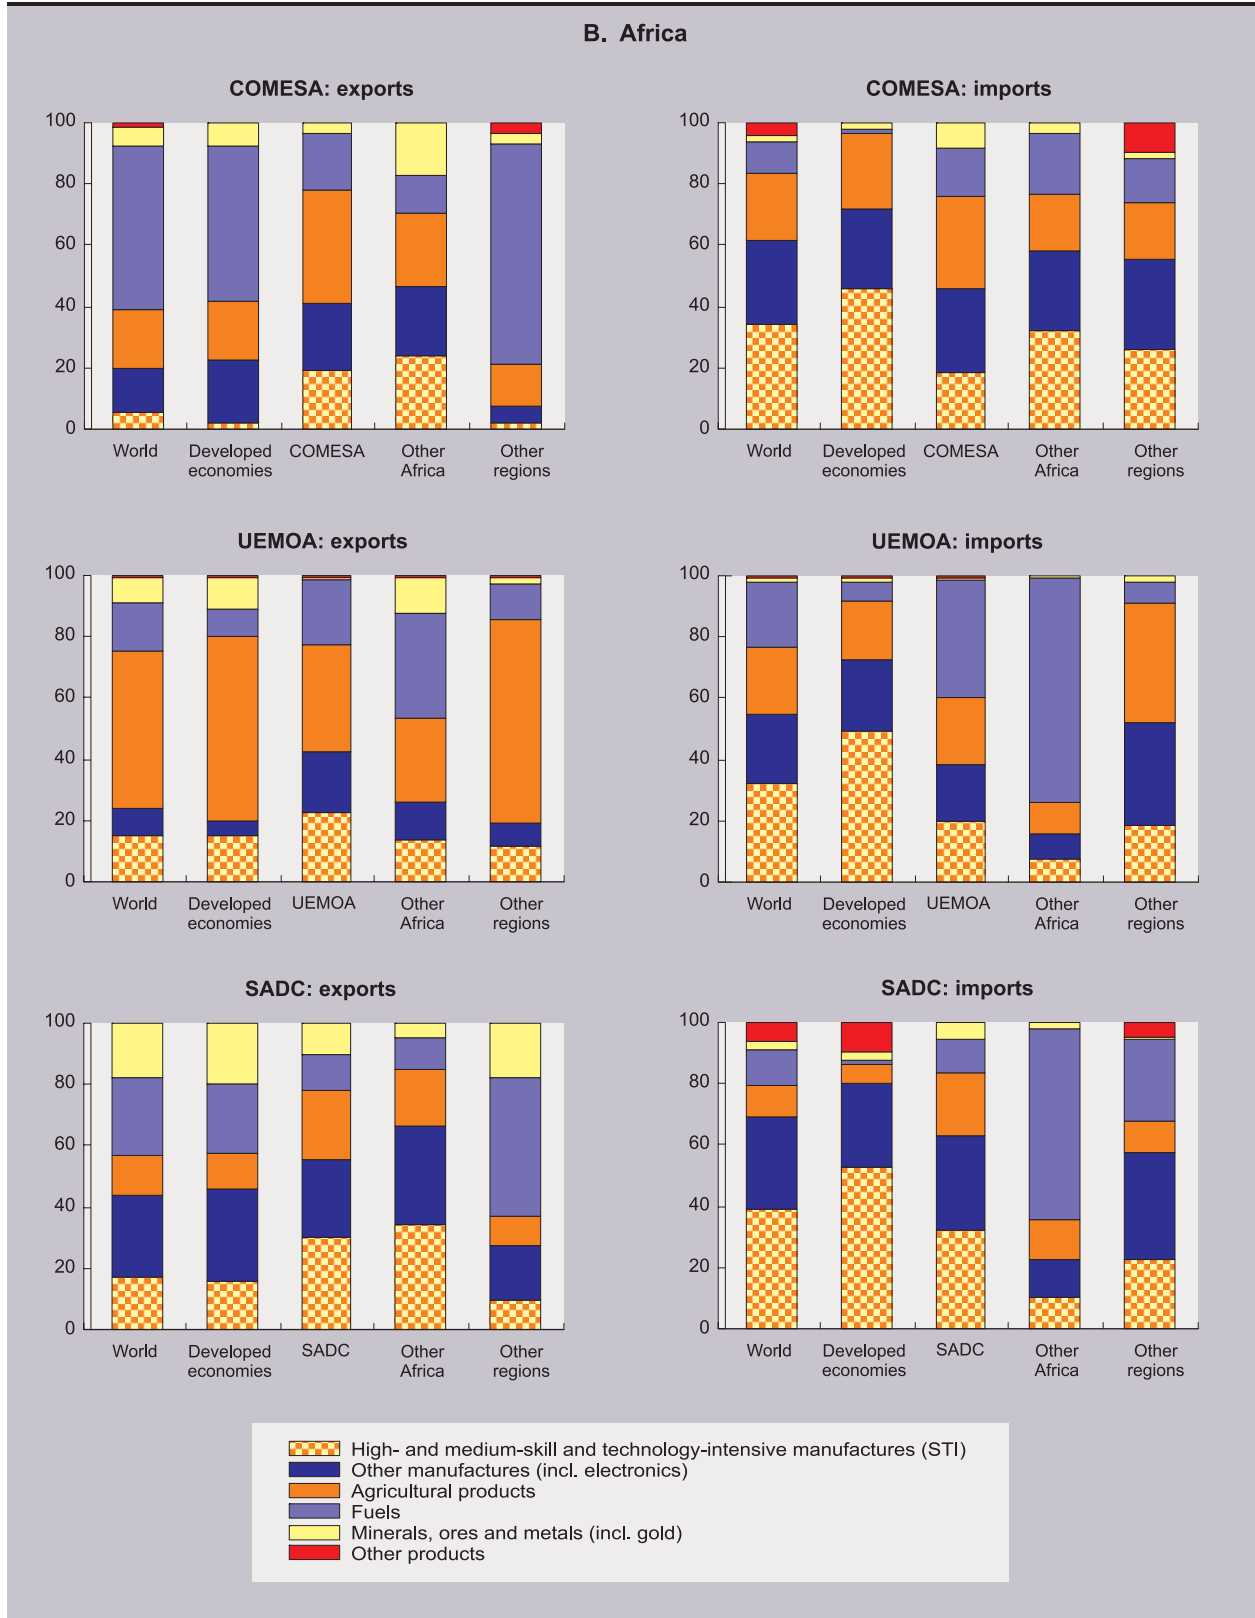 B. Africa
COMESA: exports
100
80
60
40
20
0
World
Developed
economies
COMESA
Other
Africa
Other
regions
COMESA: imports
100
80
60
40
20
0
World
Developed
economies
COMESA
Other
Africa
Other
regions
UEMOA: exports
100
80
60
40
20
0
World
Developed
economies
UEMOA
Other
Africa
Other
regions
UEMOA: imports
100
80
60
40
20
0
World
Developed
economies
UEMOA
Other
Africa
Other
regions
SADC: exports
100
80
60
40
20
0
World
Developed
economies
SADC
Other
Africa
Other
regions
SADC: imports
100
80
60
40
20
0
World
Developed
economies
SADC
Other
Africa
Other
regions
High- and medium-skill and technology-intensive manufactures (STI)
Other manufactures (incl. electronics)
Agricultural products
Fuels
Minerals, ores and metals (incl. gold)
Other products